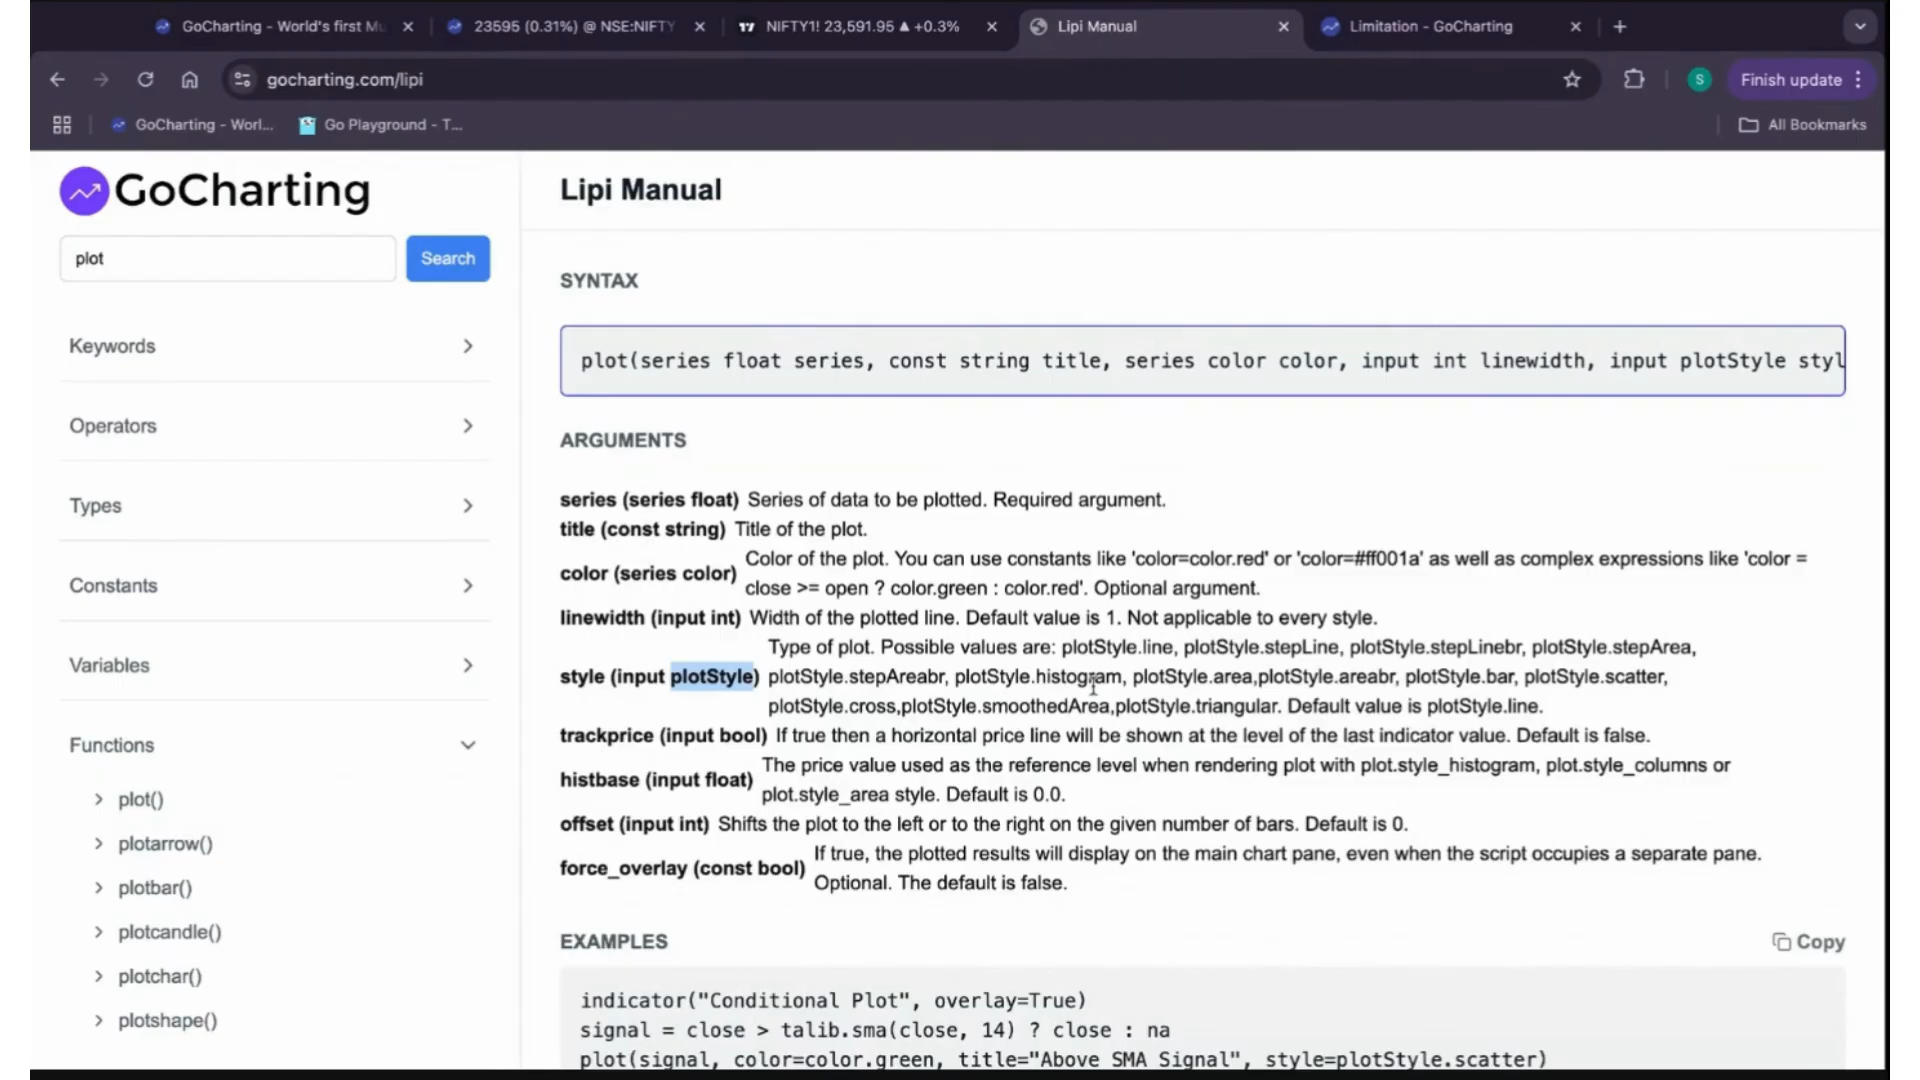 GoCharting - World's first Mu
23595 (0.31%) @ NSE:NIFTY
NIFTY1! 23,591.95 ▲ +0.3%
Lipi Manual
Limitation - GoCharting
gocharting.com/lipi
S
Finish update
GoCharting - Worl...
Go Playground - T...
All Bookmarks
GoCharting
plot
Search
Keywords
Operators
Types
Constants
Variables
Functions
plot()
plotarrow()
plotbar()
plotcandle()
plotchar()
plotshape()
Lipi Manual
SYNTAX
plot(series float series, const string title, series color color, input int linewidth, input plotStyle styl
ARGUMENTS
series (series float) Series of data to be plotted. Required argument.
title (const string) Title of the plot.
color (series color) Color of the plot. You can use constants like 'color=color.red' or 'color=#ff001a' as well as complex expressions like 'color =
close >= open ? color.green : color.red'. Optional argument.
linewidth (input int) Width of the plotted line. Default value is 1. Not applicable to every style.
Type of plot. Possible values are: plotStyle.line, plotStyle.stepLine, plotStyle.stepLinebr, plotStyle.stepArea,
style (input plotStyle) plotStyle.stepAreabr, plotStyle.histogram, plotStyle.area,plotStyle.areabr, plotStyle.bar, plotStyle.scatter,
plotStyle.cross,plotStyle.smoothedArea,plotStyle.triangular. Default value is plotStyle.line.
trackprice (input bool) If true then a horizontal price line will be shown at the level of the last indicator value. Default is false.
histbase (input float) The price value used as the reference level when rendering plot with plot.style_histogram, plot.style_columns or
plot.style_area style. Default is 0.0.
offset (input int) Shifts the plot to the left or to the right on the given number of bars. Default is 0.
force_overlay (const bool) If true, the plotted results will display on the main chart pane, even when the script occupies a separate pane.
Optional. The default is false.
EXAMPLES
Copy
indicator("Conditional Plot", overlay=True)
signal = close > talib.sma(close, 14) ? close : na
plot(signal, color=color.green, title="Above SMA Signal", style=plotStyle.scatter)